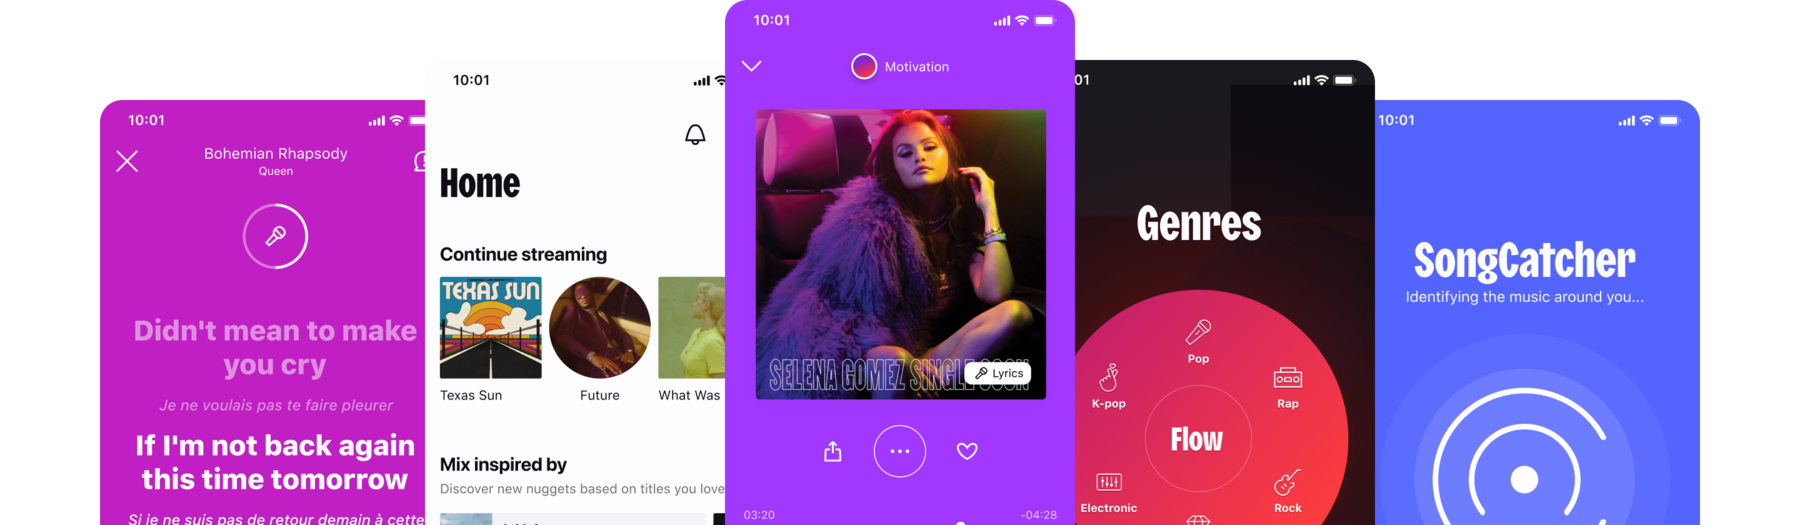 10:01
Bohemian Rhapsody
Queen
Didn't mean to make
you cry
Je ne voulais pas te faire pleurer
If I'm not back again
this time tomorrow
Si je ne suis pas de retour demain à cette
10:01
Home
Continue streaming
TEXAS SUN
Texas Sun
Future
What Was
Mix inspired by
Discover new nuggets based on titles you love
10:01
Motivation
SELENA GOMEZ SINGLE SOON
Lyrics
03:20
-04:28
01
Genres
Pop
K-pop
Rap
Flow
Electronic
Rock
10:01
SongCatcher
Identifying the music around you...